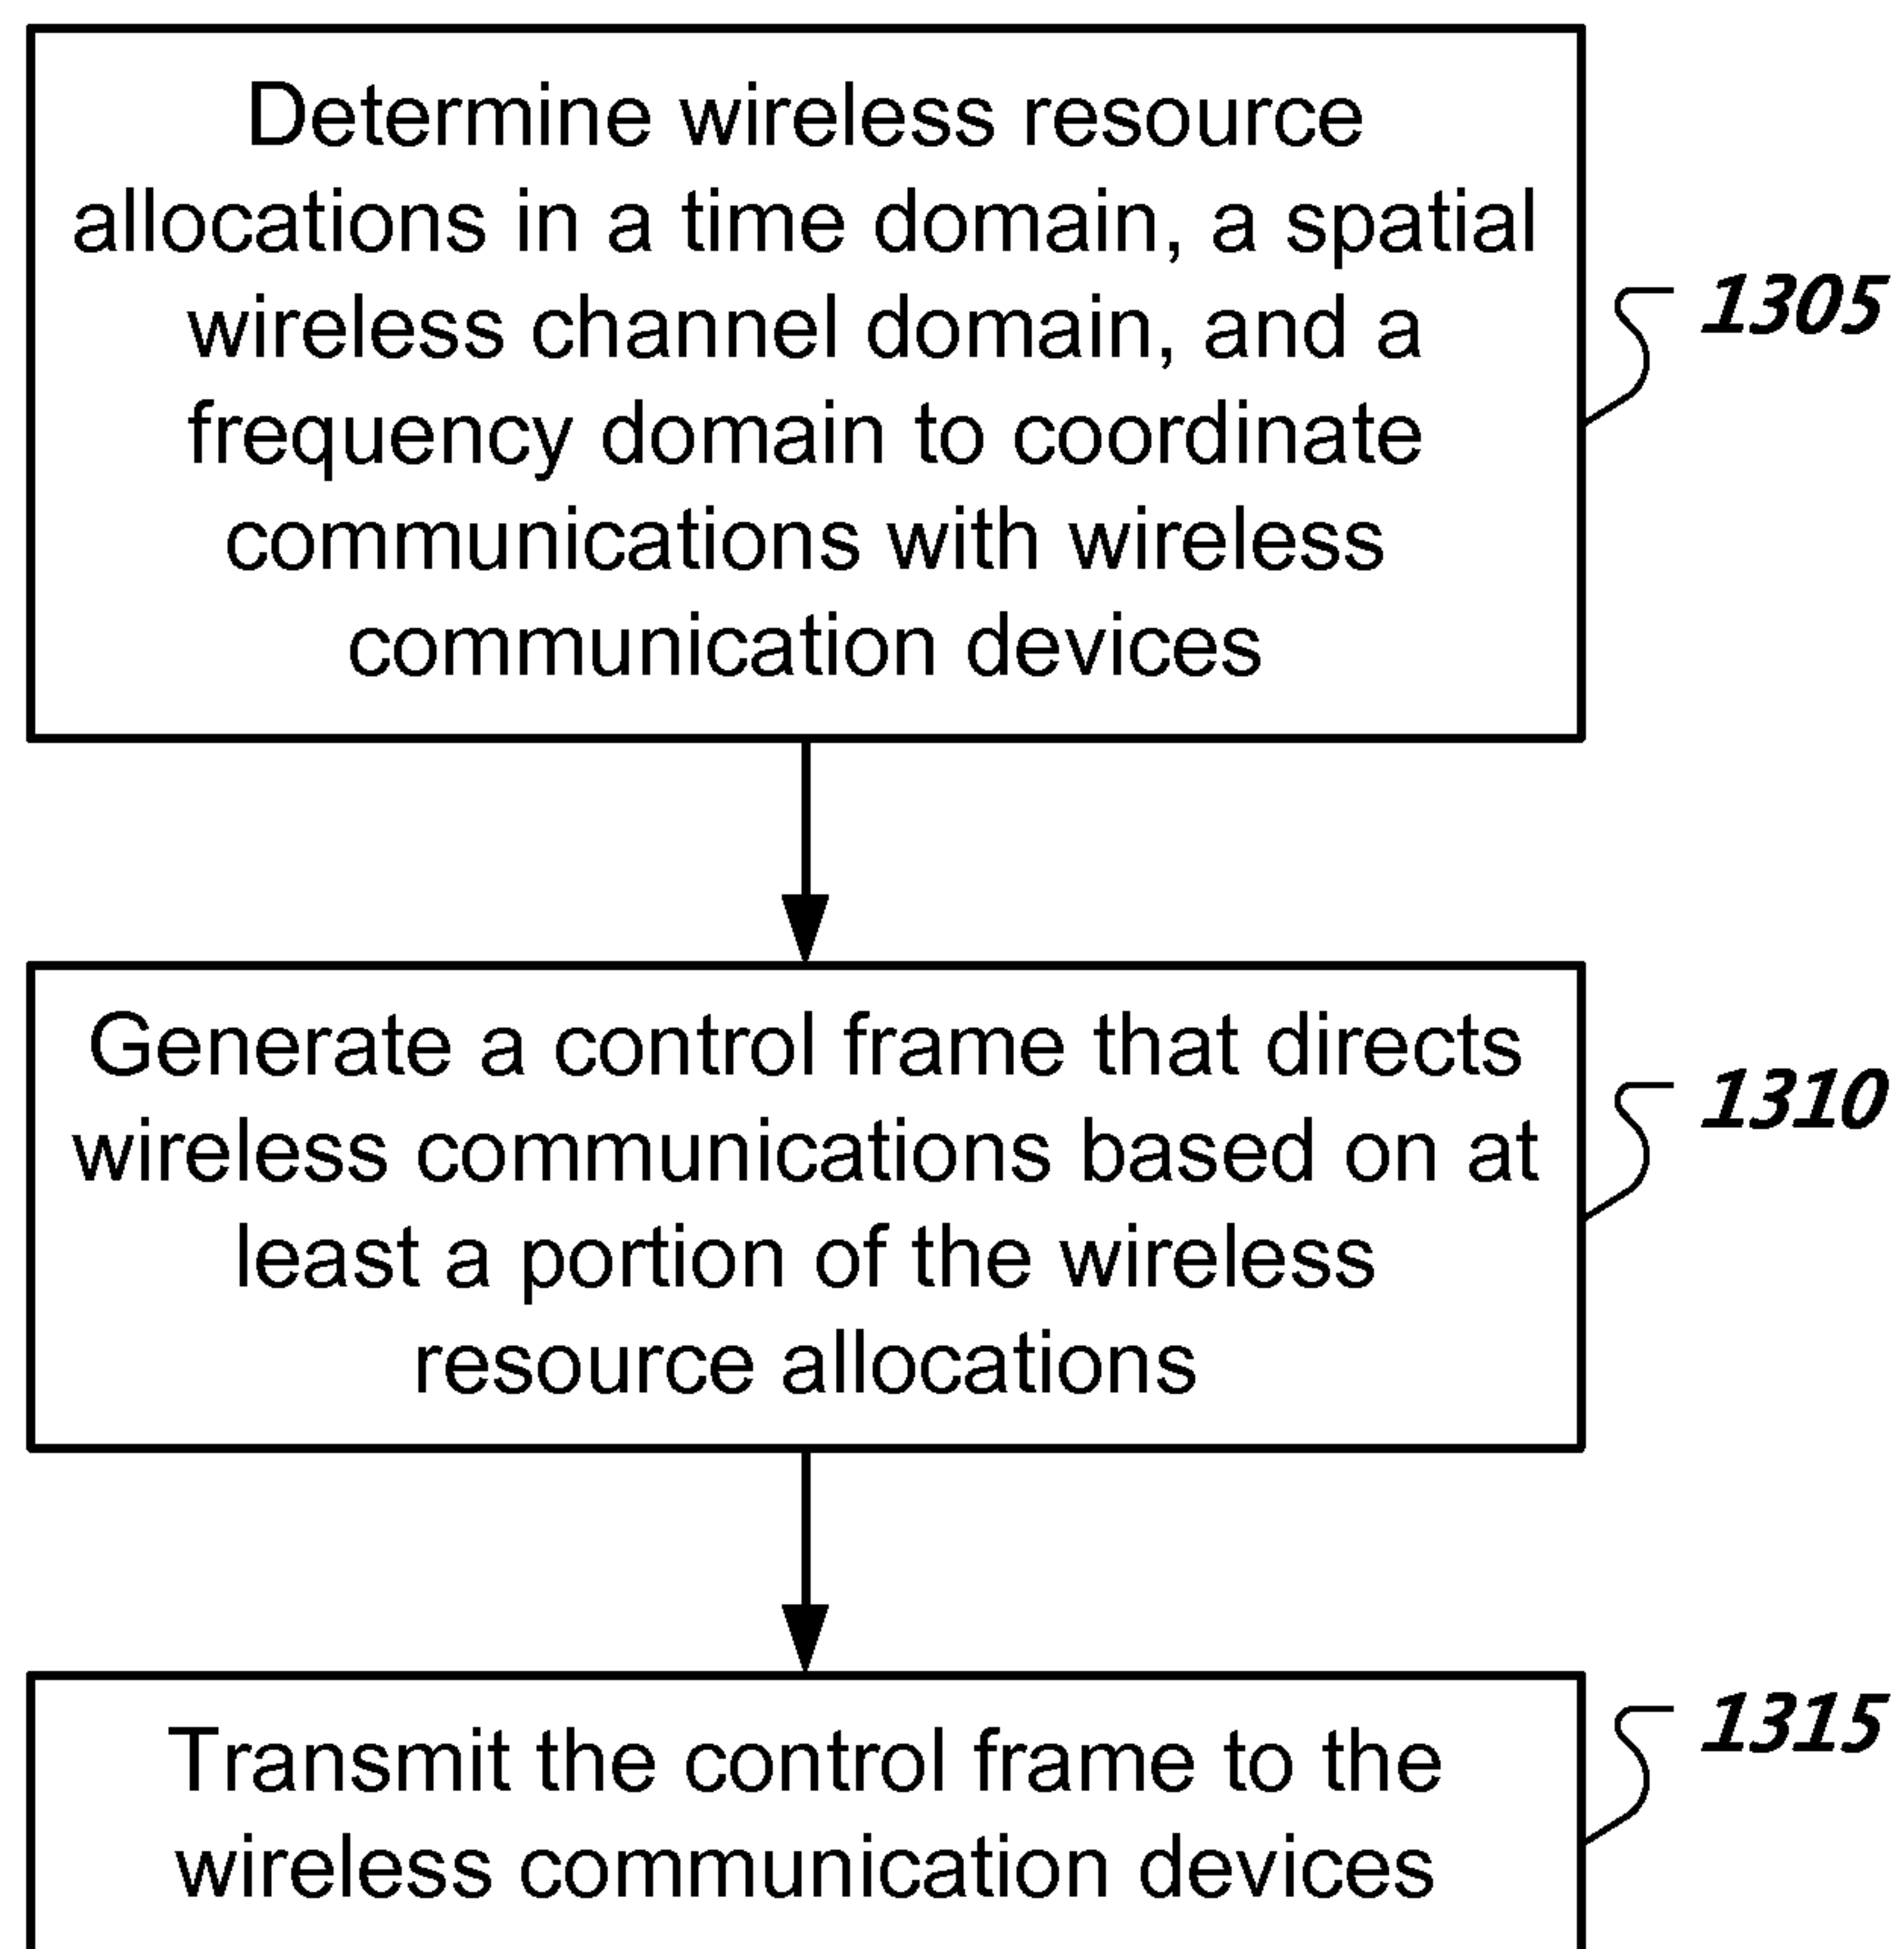 Determine wireless resource
allocations in a time domain, a spatial
wireless channel domain, and a
frequency domain to coordinate
communications with wireless
communication devices
1305
Generate a control frame that directs
wireless communications based on at
least a portion of the wireless
resource allocations
1310
Transmit the control frame to the
wireless communication devices
1315